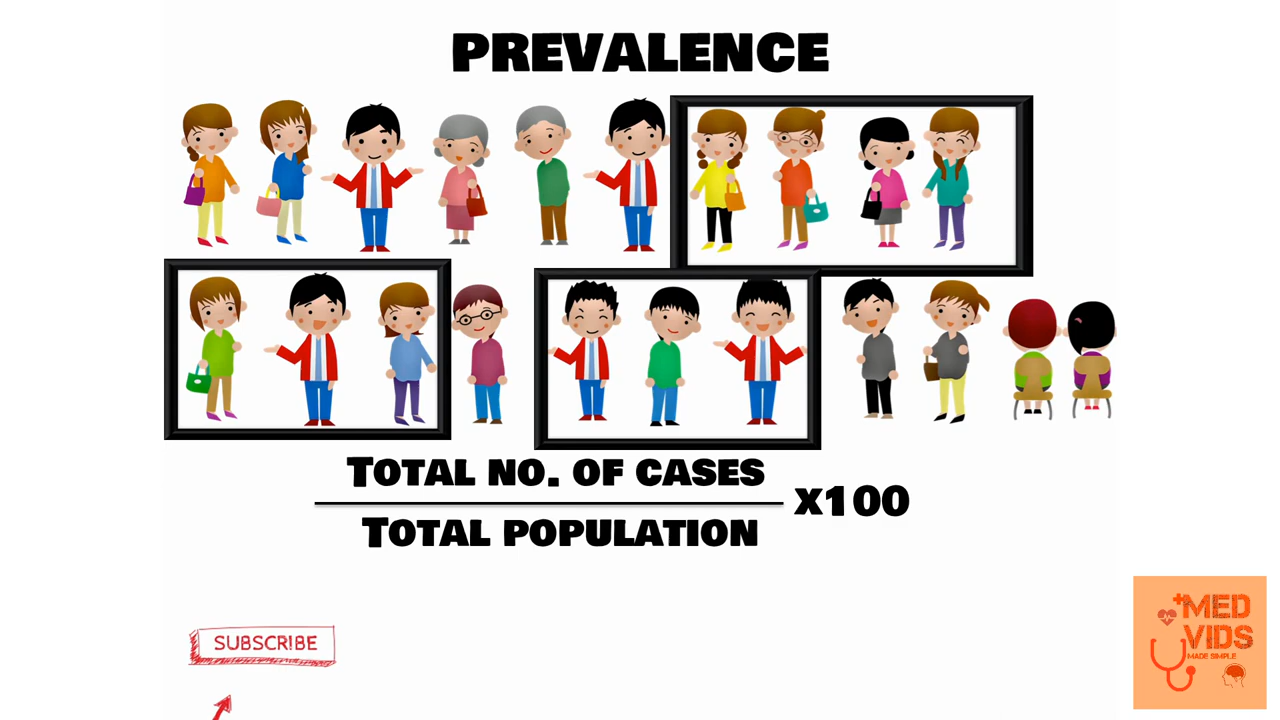 PREVALENCE
TOTAL NO. OF CASES
X100
TOTAL POPULATION
SUBSCRIBE
MED
VIDS
MADE SIMPLE